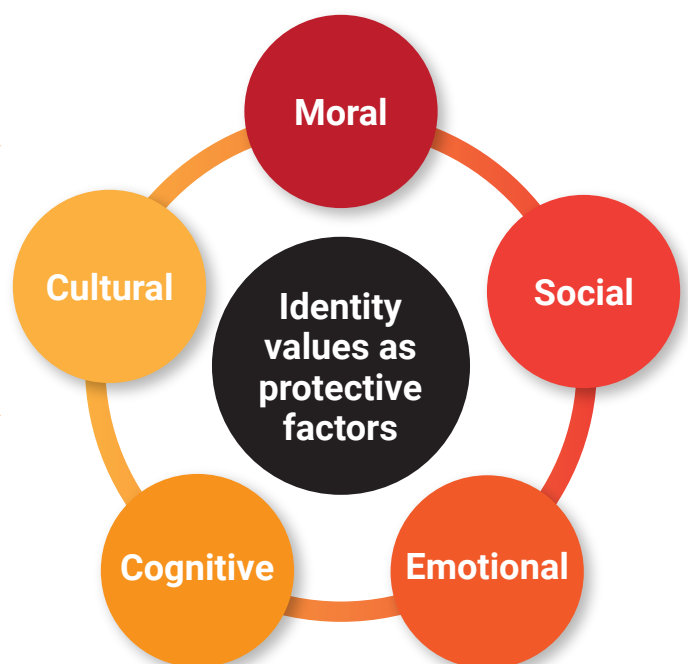 Moral
Social
Emotional
Cognitive
Cultural
Identity
values as
protective
factors